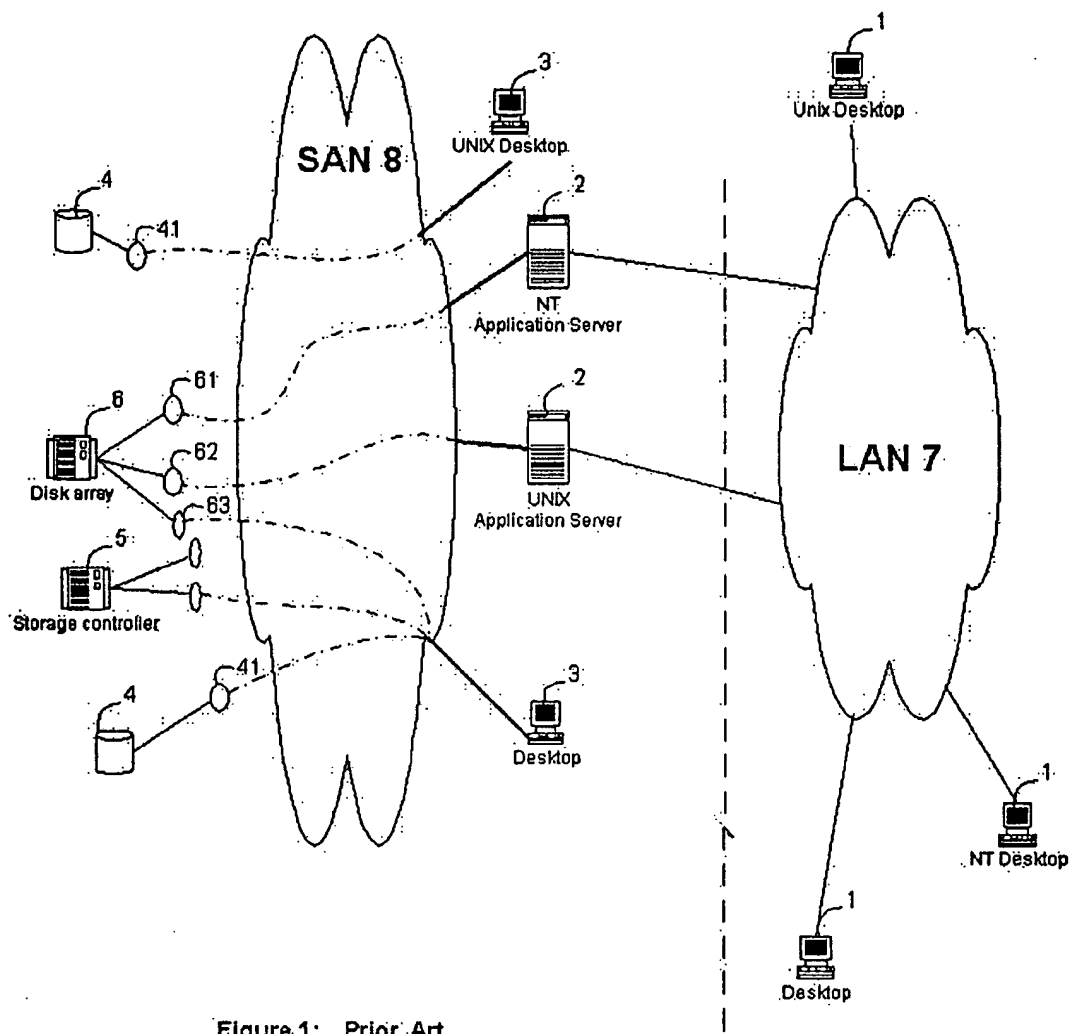 1
Unix Desktop
3
UNIX Desktop
SAN 8
4
41
2
NT
Application Server
61
6
62
Disk array
63
2
UNIX
Application Server
LAN 7
5
Storage controller
41
4
3
Desktop
1
NT Desktop
1
Desktop
Figure 1: Prior Art